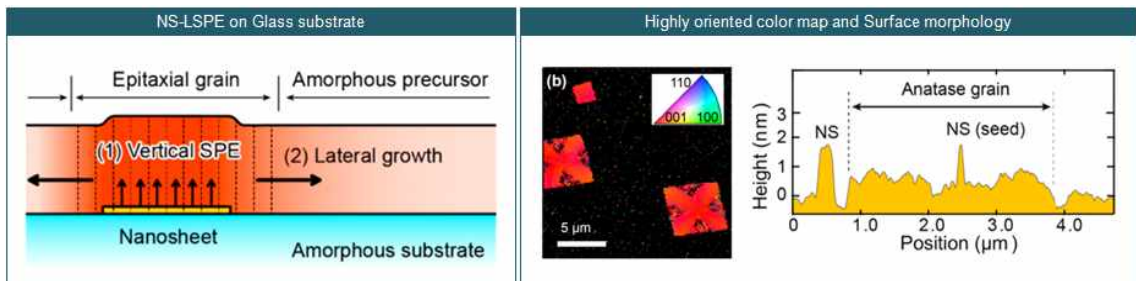 NS-LSPE on Glass substrate
Epitaxial grain
Amorphous precursor
(1) Vertical SPE
(2) Lateral growth
Nanosheet
Amorphous substrate
Highly oriented color map and Surface morphology
(b)
110
001
100
5 μm
Anatase grain
NS
NS (seed)
Height (nm)
3
2
1
0
0
1.0
2.0
3.0
4.0
Position (μm)